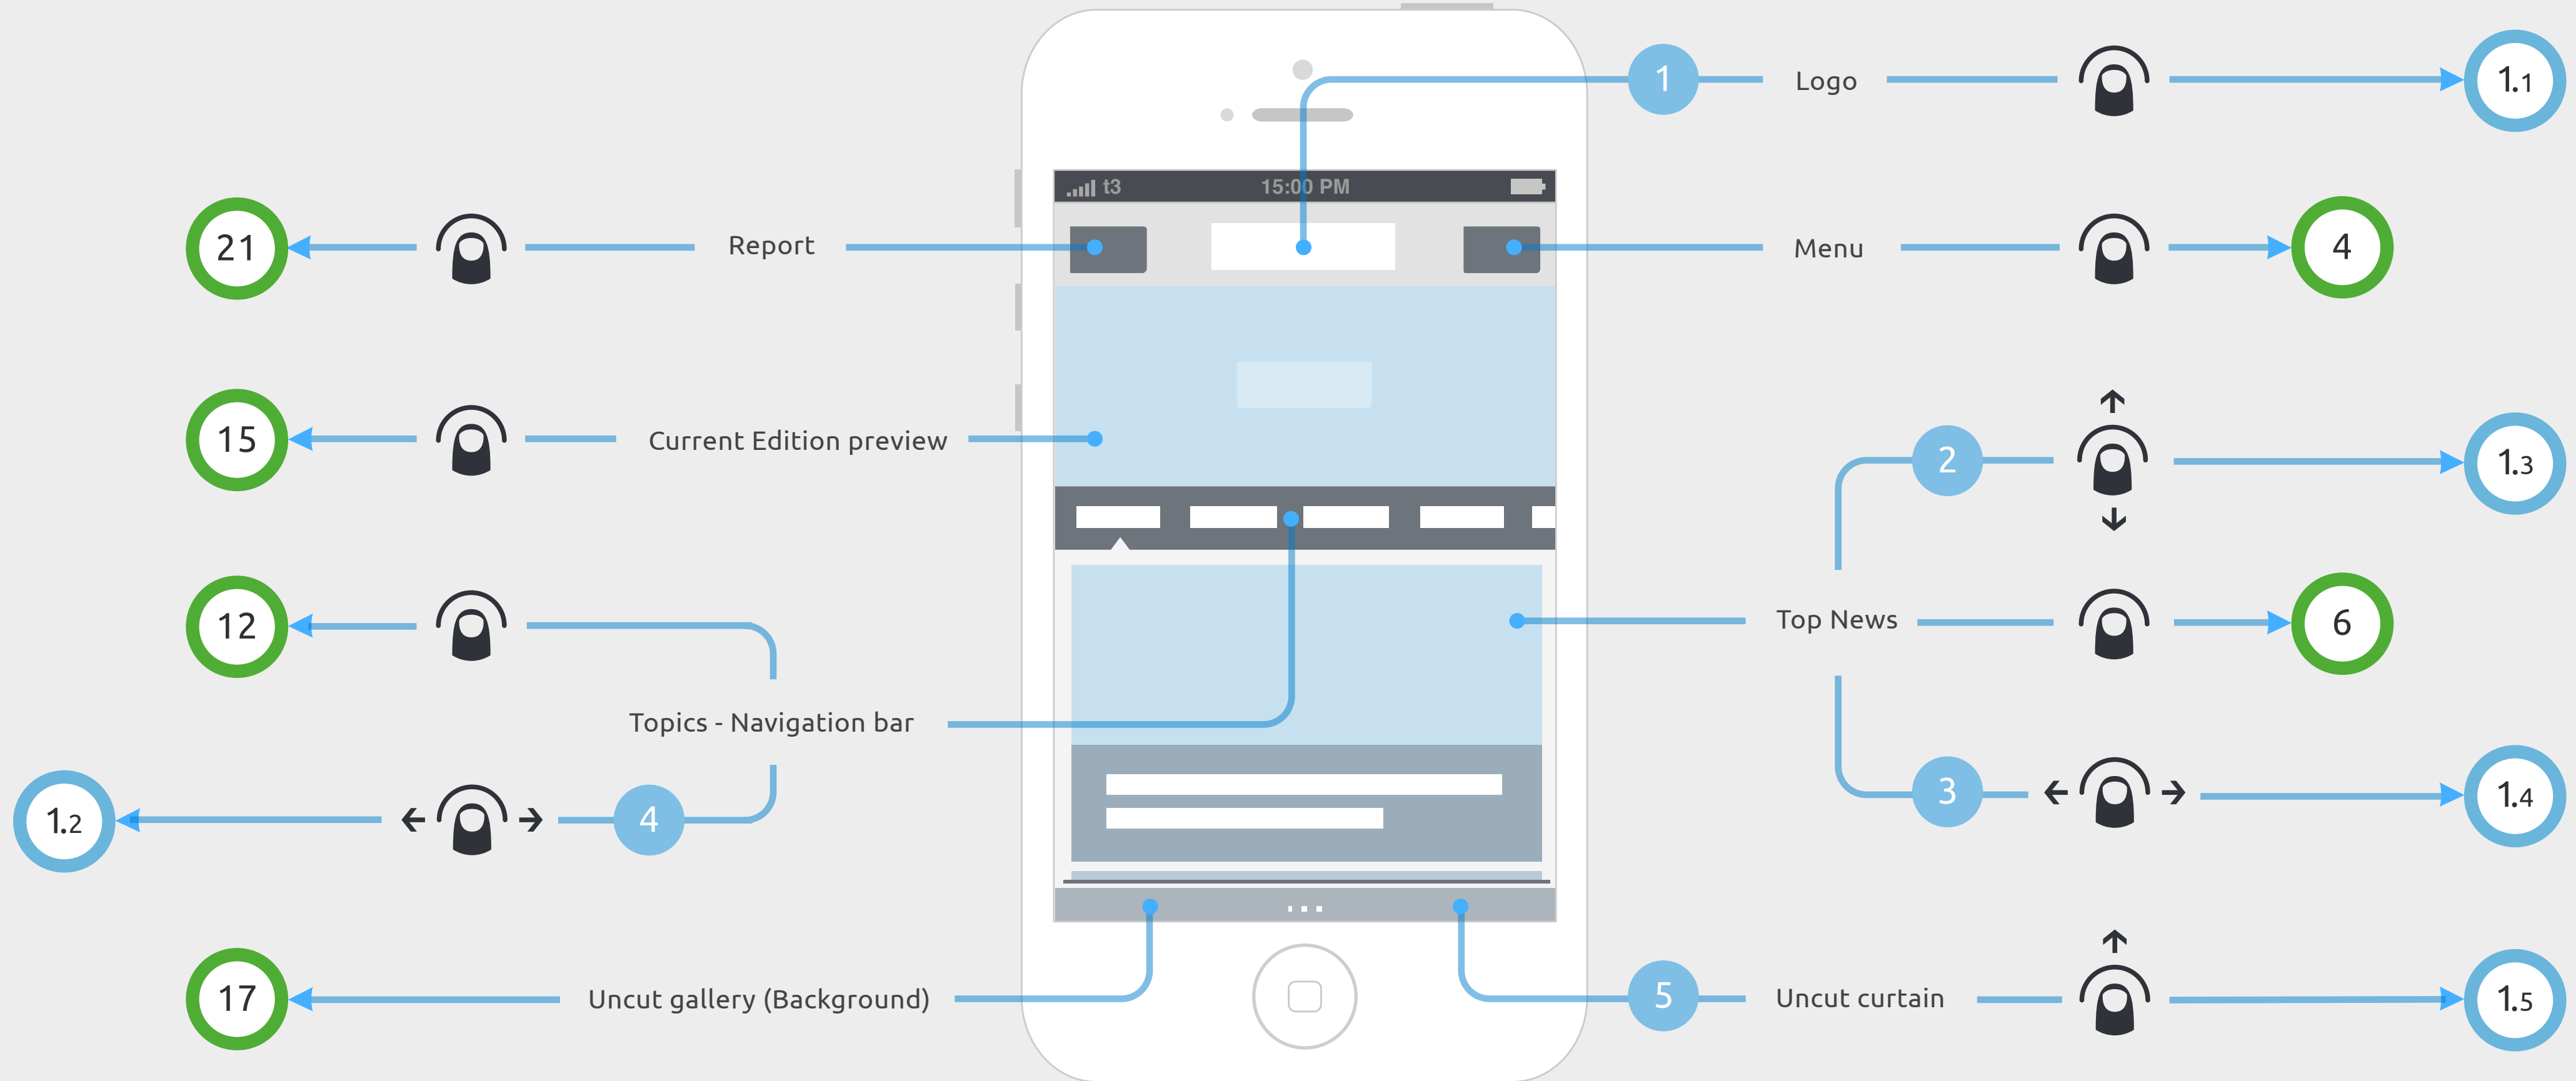 1
Logo
1.1
t3
15:00 PM
21
Report
Menu
4
15
Current Edition preview
2
1.3
12
Top News
6
Topics - Navigation bar
1.2
4
3
1.4
17
Uncut gallery (Background)
5
Uncut curtain
1.5